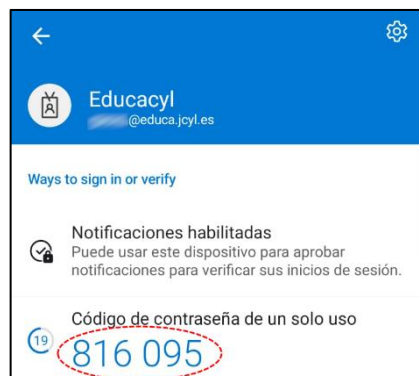 Educacyl
@educa.jcyl.es
Ways to sign in or verify
Notificaciones habilitadas
Puede usar este dispositivo para aprobar
notificaciones para verificar sus inicios de sesión.
Código de contraseña de un solo uso
19
816 095